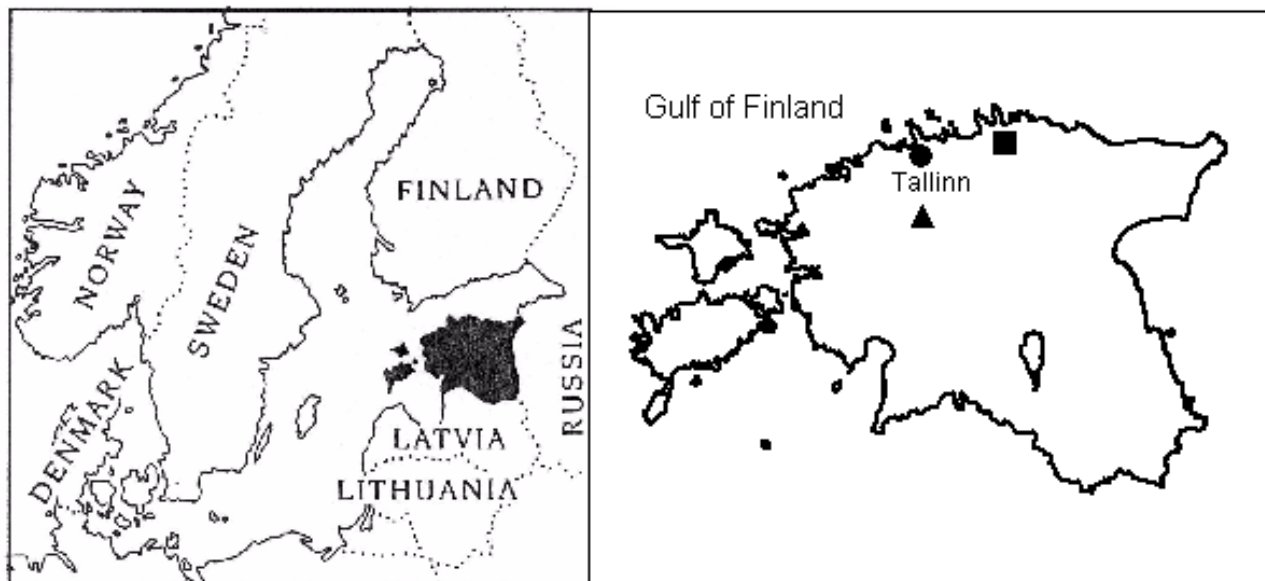 FINLAND
NORWAY
SWEDEN
DENMARK
RUSSIA
LATVIA
LITHUANIA
Gulf of Finland
Tallinn